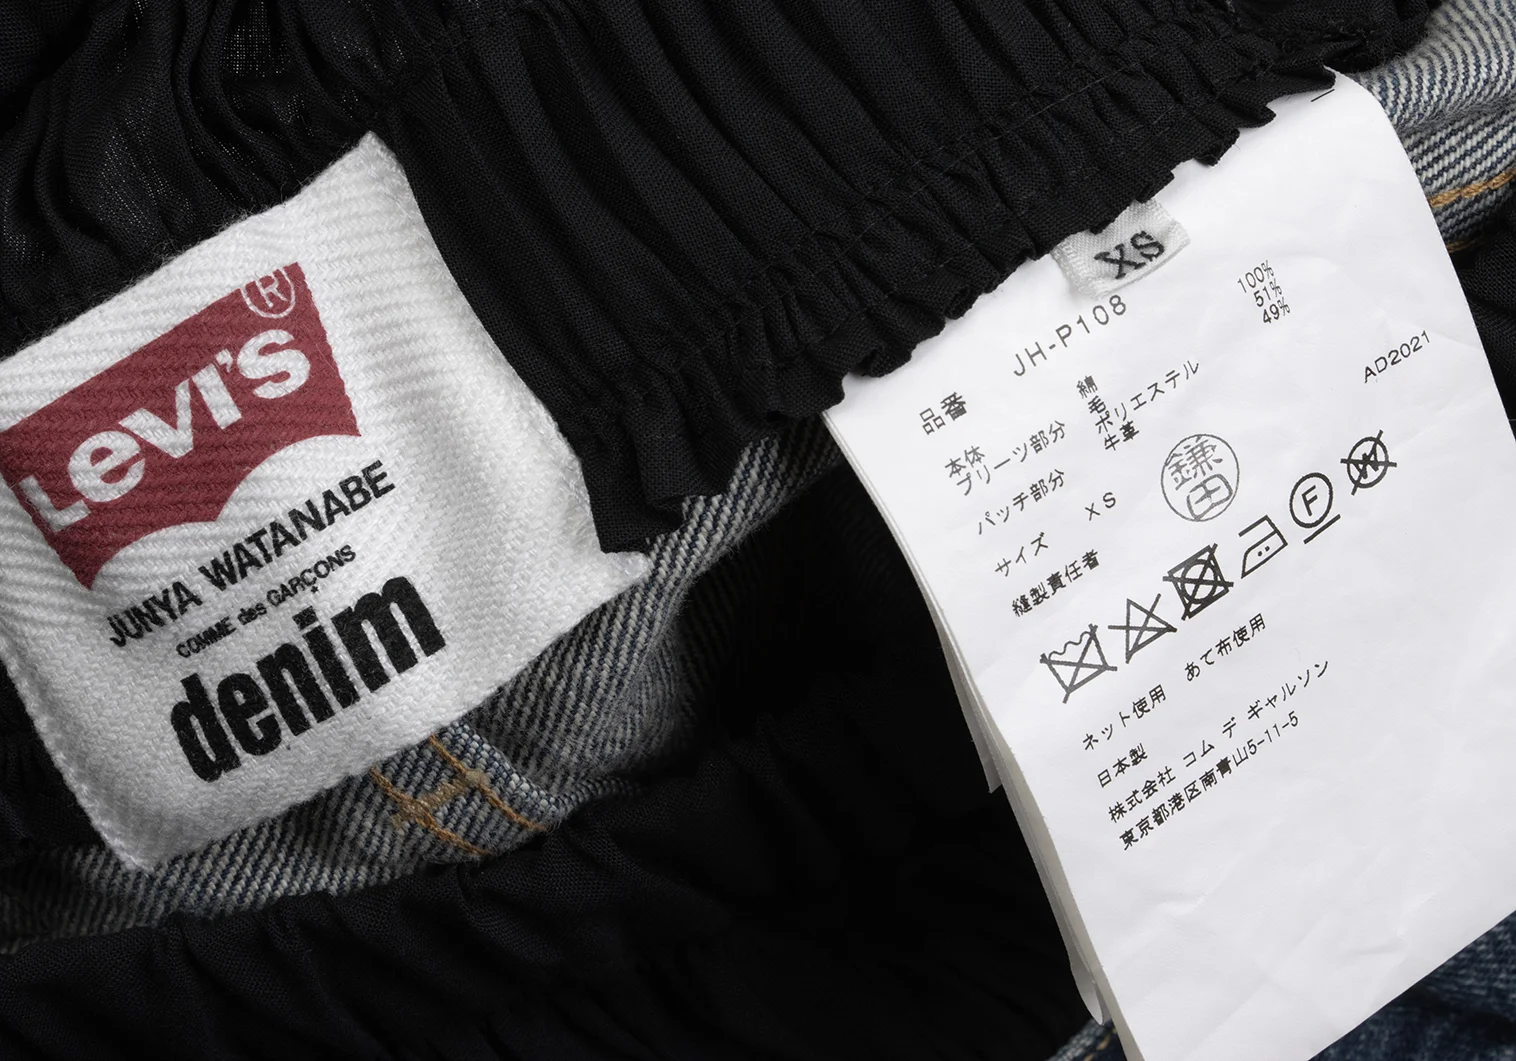 Levi's®
JUNYA WATANABE
COMME des GARÇONS
denim
XS
品番 JH-P108
本体 綿 100%
プリーツ部分 毛 51%
ポリエステル 49%
パッチ部分 牛革
サイズ XS
AD2021
縫製責任者 鎌田
F
W
ネット使用 あて布使用
日本製
株式会社 コム デ ギャルソン
東京都港区南青山5-11-5